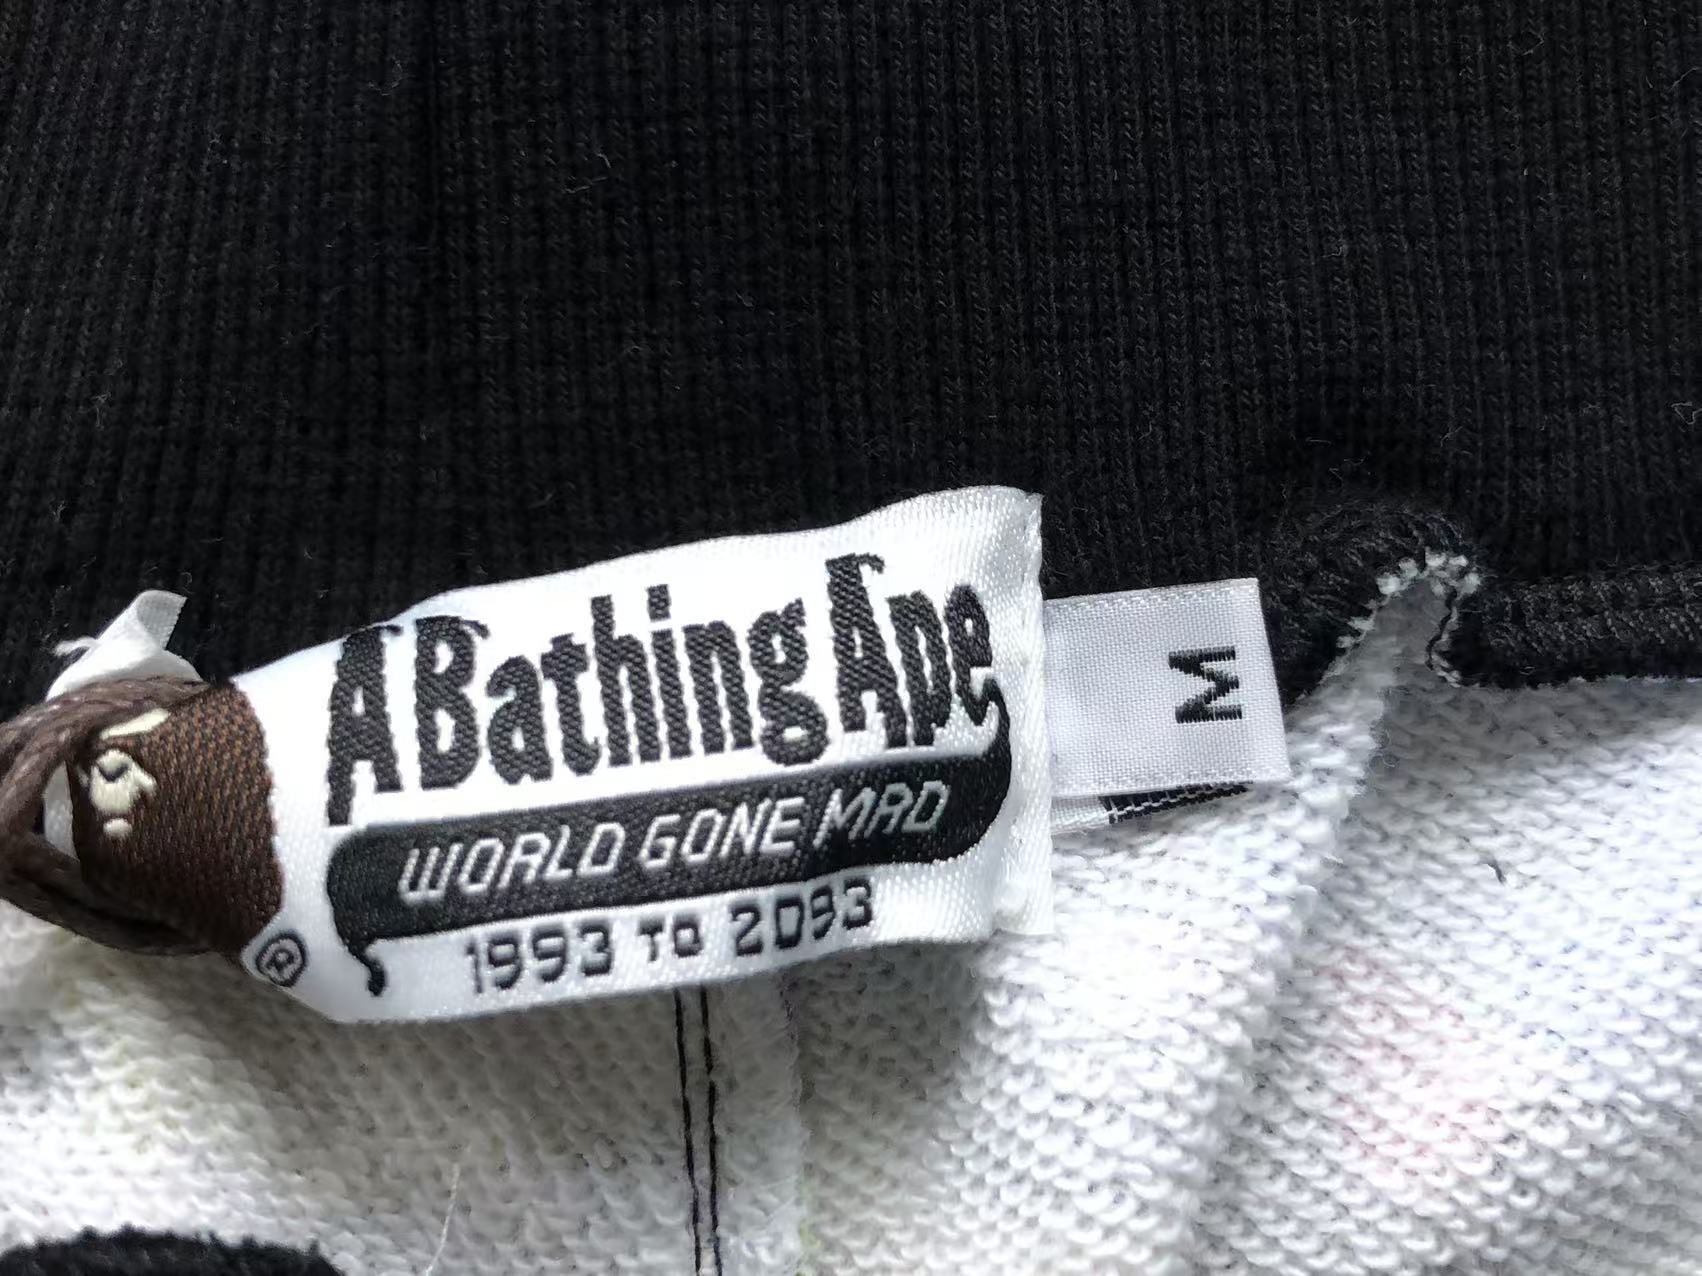 A Bathing Ape
WORLD GONE MAD
1993 TO 2093
®
M